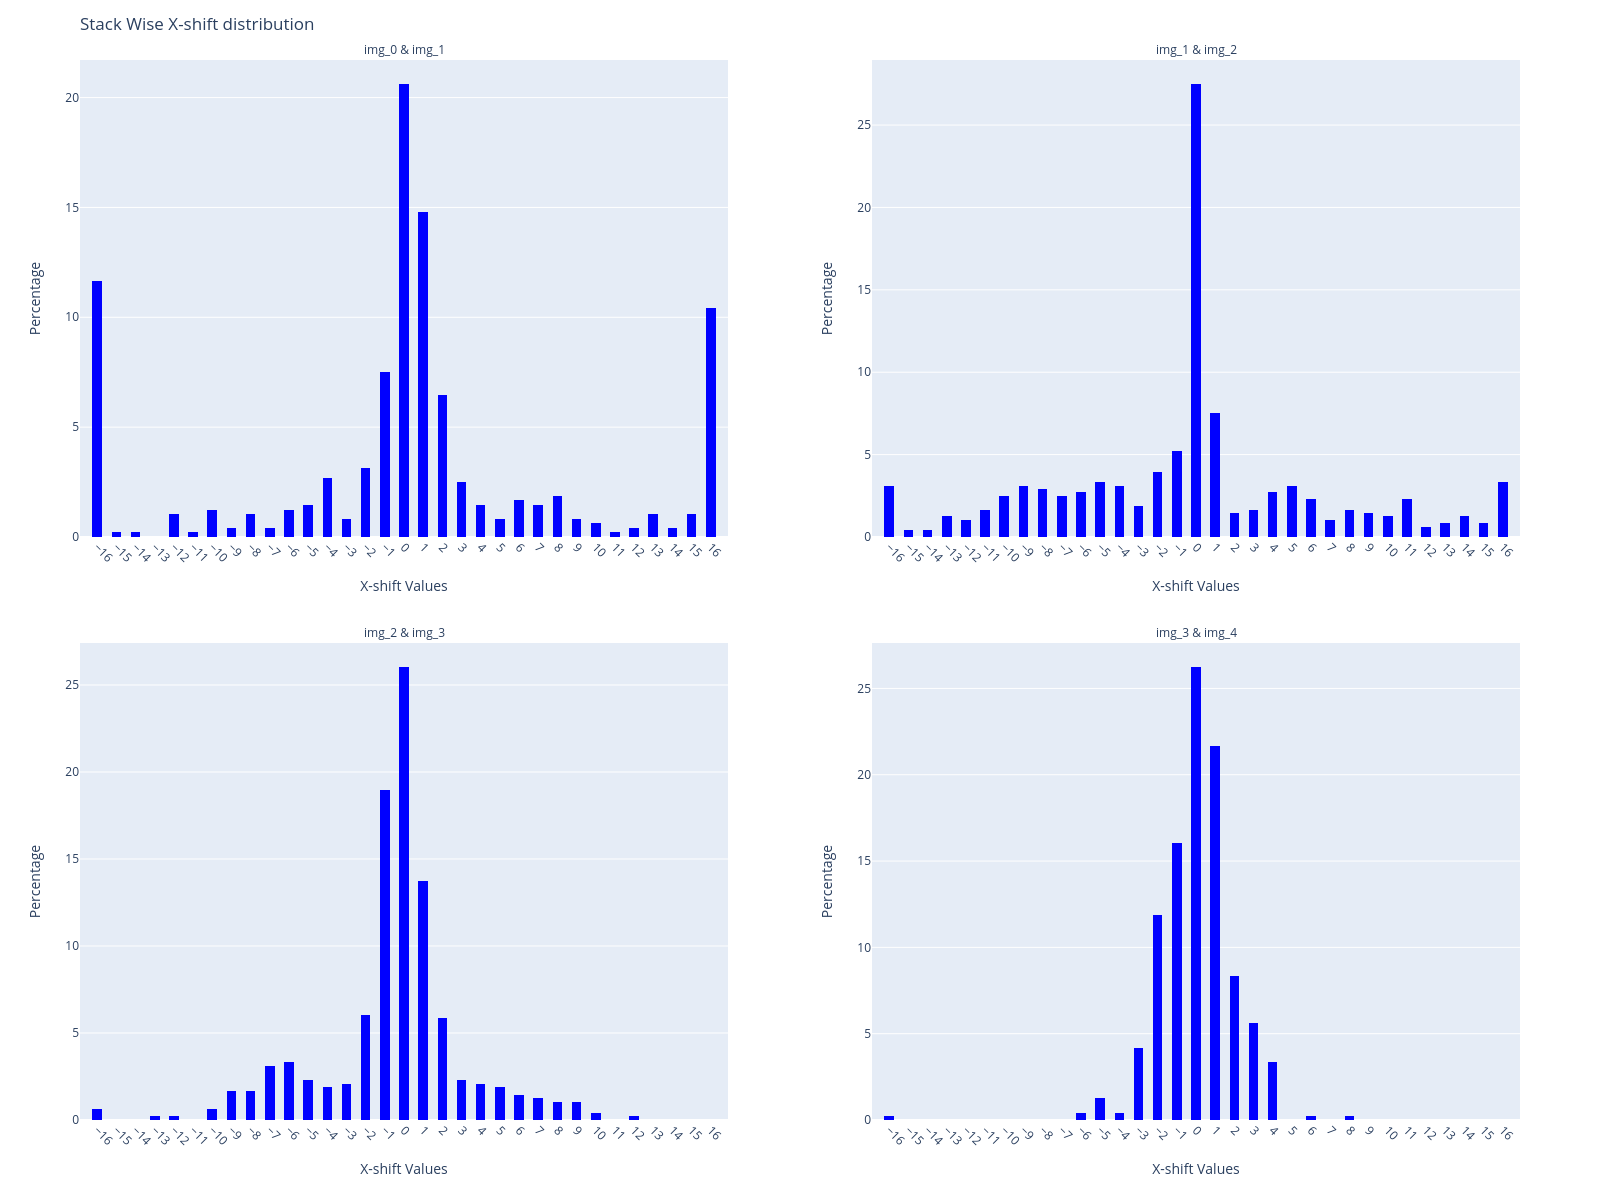 Stack Wise X-shift distribution
img_0 & img_1
20
15
10
5
0
Percentage
−16 −15 −14 −13 −12 −11 −10 −9 −8 −7 −6 −5 −4 −3 −2 −1 0 1 2 3 4 5 6 7 8 9 10 11 12 13 14 15 16
X-shift Values
img_1 & img_2
25
20
15
10
5
0
Percentage
−16 −15 −14 −13 −12 −11 −10 −9 −8 −7 −6 −5 −4 −3 −2 −1 0 1 2 3 4 5 6 7 8 9 10 11 12 13 14 15 16
X-shift Values
img_2 & img_3
25
20
15
10
5
0
Percentage
−16 −15 −14 −13 −12 −11 −10 −9 −8 −7 −6 −5 −4 −3 −2 −1 0 1 2 3 4 5 6 7 8 9 10 11 12 13 14 15 16
X-shift Values
img_3 & img_4
25
20
15
10
5
0
Percentage
−16 −15 −14 −13 −12 −11 −10 −9 −8 −7 −6 −5 −4 −3 −2 −1 0 1 2 3 4 5 6 7 8 9 10 11 12 13 14 15 16
X-shift Values